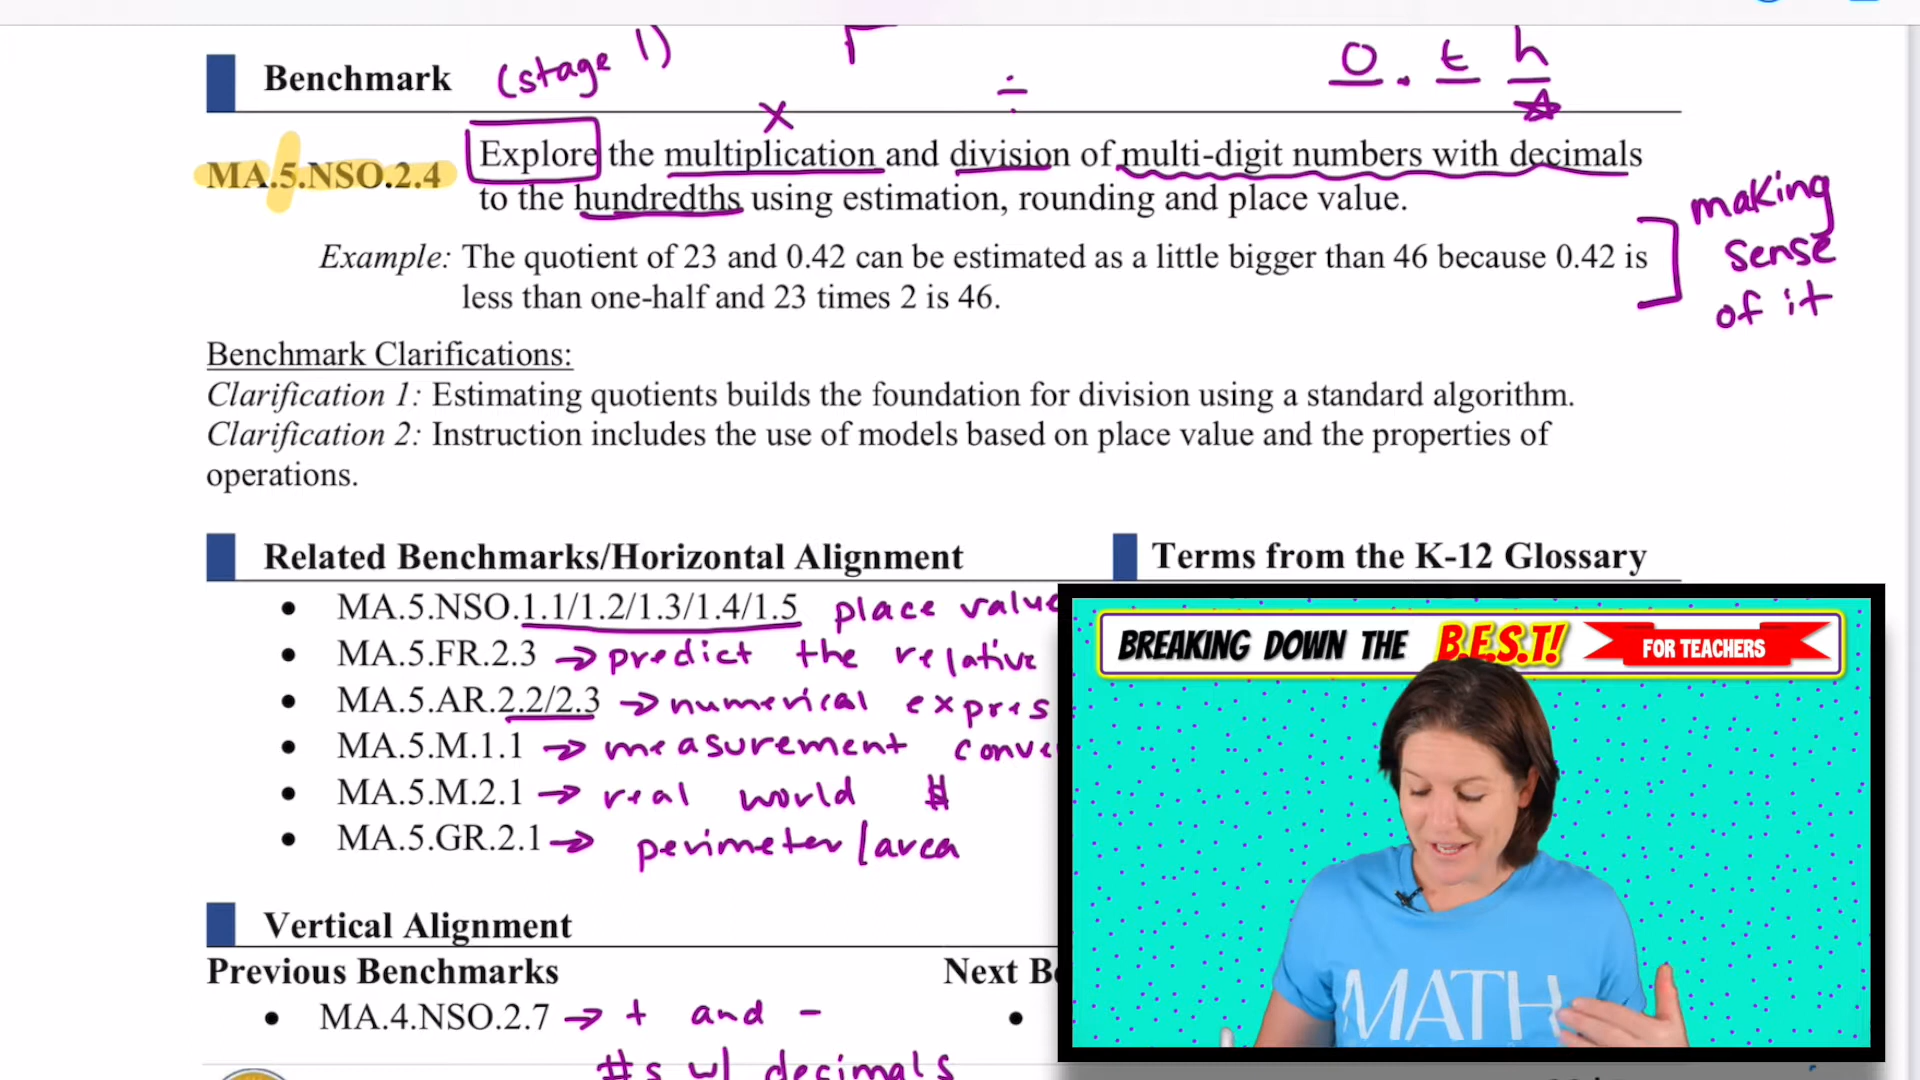 Benchmark (stage 1)
÷
o . t h
x
MA.5.NSO.2.4 Explore the multiplication and division of multi-digit numbers with decimals
to the hundredths using estimation, rounding and place value.
making
sense
of it
Example: The quotient of 23 and 0.42 can be estimated as a little bigger than 46 because 0.42 is
less than one-half and 23 times 2 is 46.
Benchmark Clarifications:
Clarification 1: Estimating quotients builds the foundation for division using a standard algorithm.
Clarification 2: Instruction includes the use of models based on place value and the properties of
operations.
Related Benchmarks/Horizontal Alignment
• MA.5.NSO.1.1/1.2/1.3/1.4/1.5 place value
• MA.5.FR.2.3 → predict the relative
• MA.5.AR.2.2/2.3 → numerical expres
• MA.5.M.1.1 → measurement conve
• MA.5.M.2.1 → real world $
• MA.5.GR.2.1 → perimeter/area
Terms from the K-12 Glossary
BREAKING DOWN THE B.E.S.T! FOR TEACHERS
MATH
Vertical Alignment
Previous Benchmarks
• MA.4.NSO.2.7 → + and -
#s w/ decimals
Next Be
•